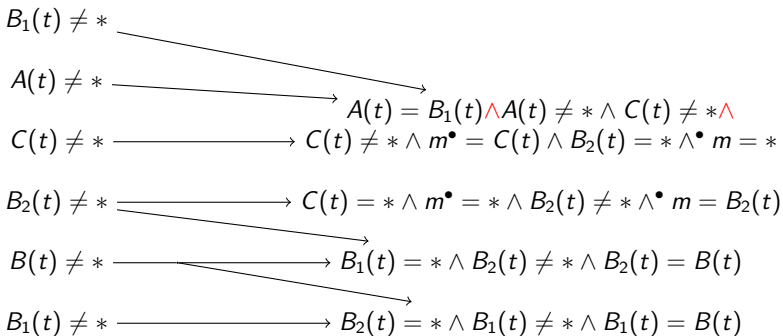 B₁(t) ≠ ∗
A(t) ≠ ∗
A(t) = B₁(t)∧A(t) ≠ ∗ ∧ C(t) ≠ ∗∧
C(t) ≠ ∗
C(t) ≠ ∗ ∧ m• = C(t) ∧ B₂(t) = ∗ ∧• m = ∗
B₂(t) ≠ ∗
C(t) = ∗ ∧ m• = ∗ ∧ B₂(t) ≠ ∗ ∧• m = B₂(t)
B(t) ≠ ∗
B₁(t) = ∗ ∧ B₂(t) ≠ ∗ ∧ B₂(t) = B(t)
B₁(t) ≠ ∗
B₂(t) = ∗ ∧ B₁(t) ≠ ∗ ∧ B₁(t) = B(t)